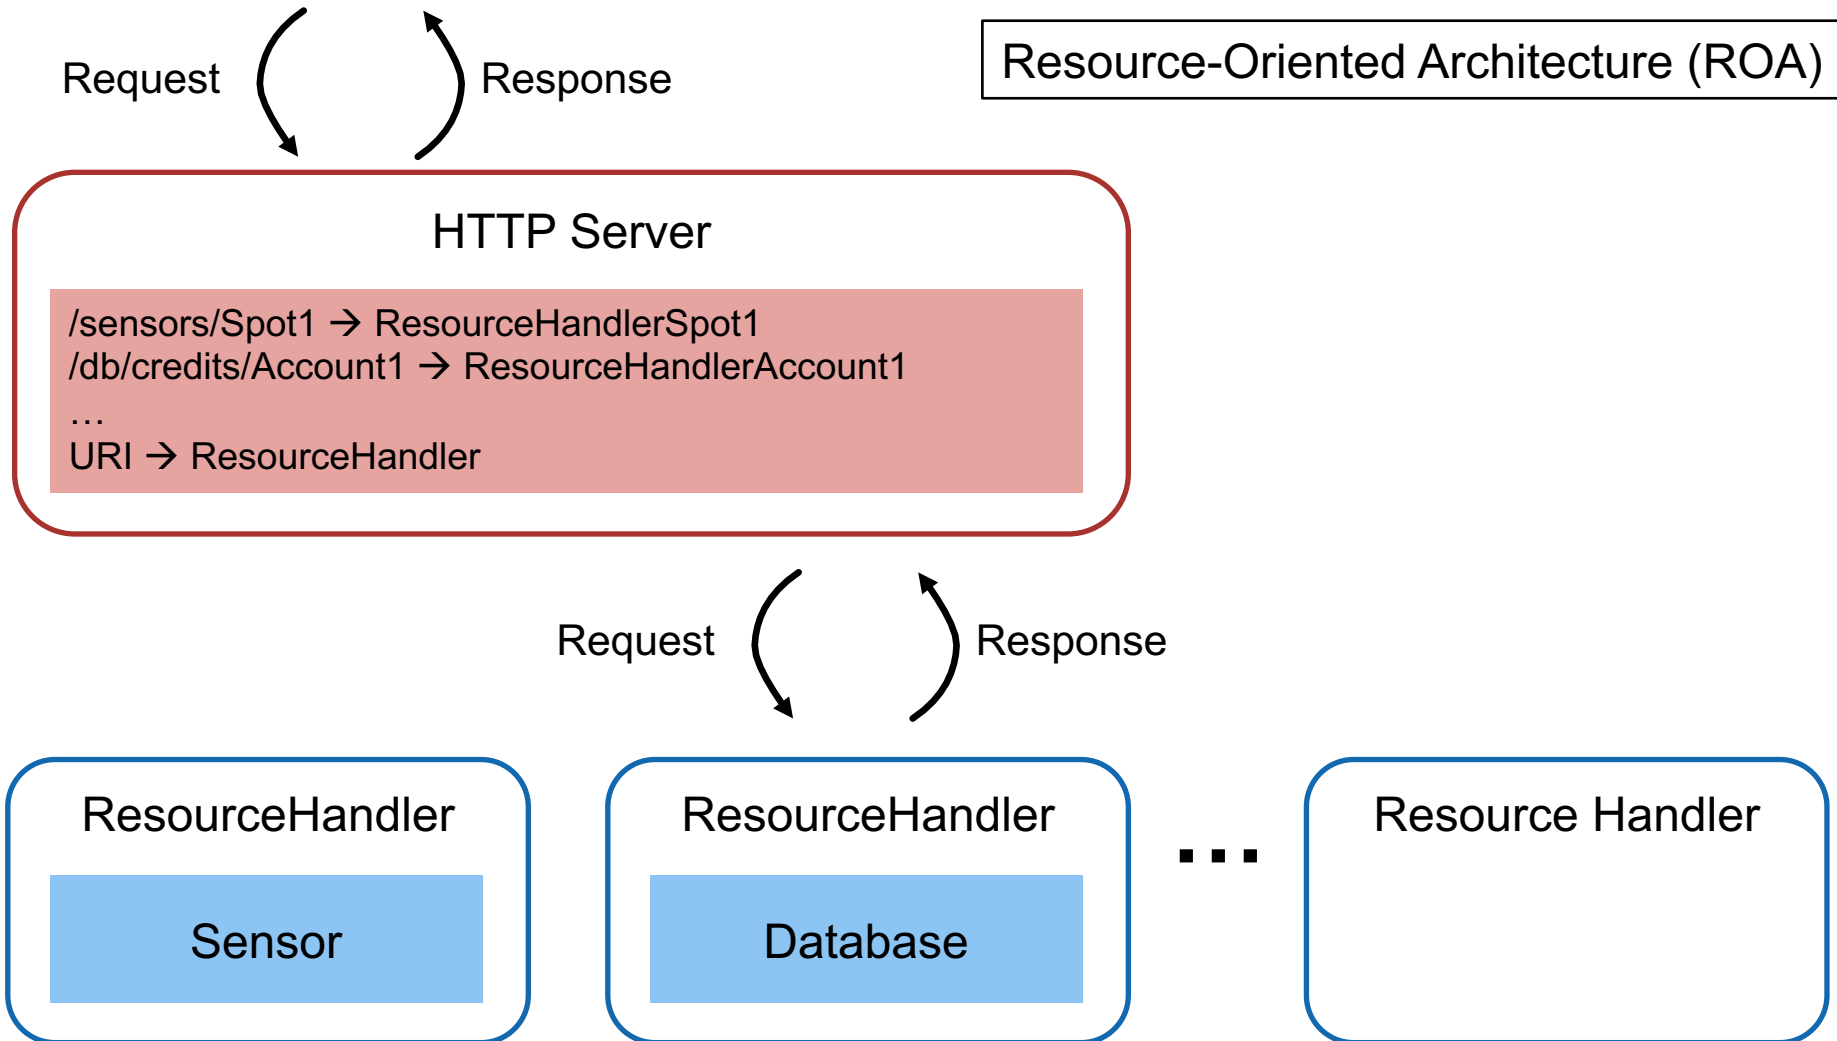 Resource-Oriented Architecture (ROA)
Request
Response
HTTP Server
/sensors/Spot1 → ResourceHandlerSpot1
/db/credits/Account1 → ResourceHandlerAccount1
…
URI → ResourceHandler
Request
Response
ResourceHandler
Sensor
ResourceHandler
Database
...
Resource Handler